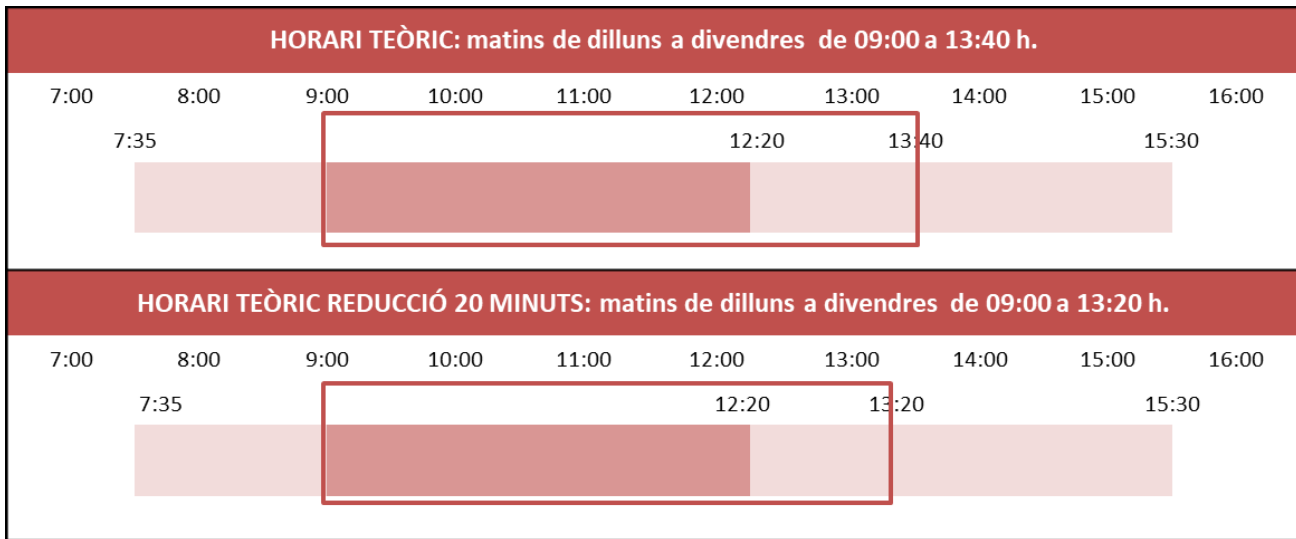 HORARI TEÒRIC: matins de dilluns a divendres de 09:00 a 13:40 h.
7:00 8:00 9:00 10:00 11:00 12:00 13:00 14:00 15:00 16:00
7:35 12:20 13:40 15:30
HORARI TEÒRIC REDUCCIÓ 20 MINUTS: matins de dilluns a divendres de 09:00 a 13:20 h.
7:00 8:00 9:00 10:00 11:00 12:00 13:00 14:00 15:00 16:00
7:35 12:20 13:20 15:30